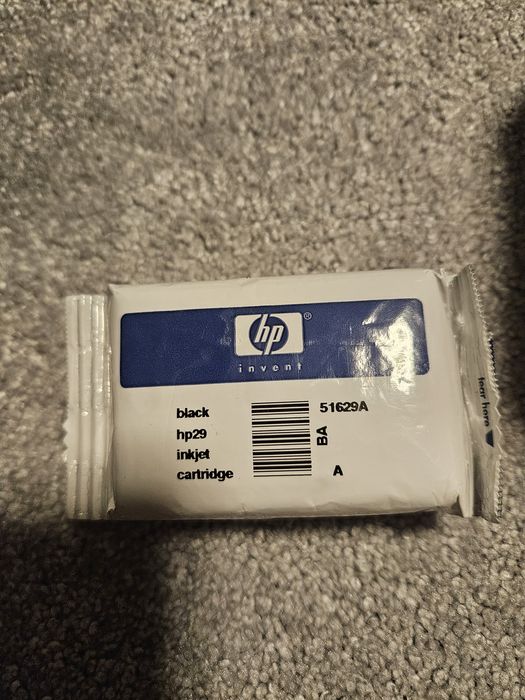 hp®
invent
black
hp29
inkjet
cartridge
51629A
BA
A
tear here